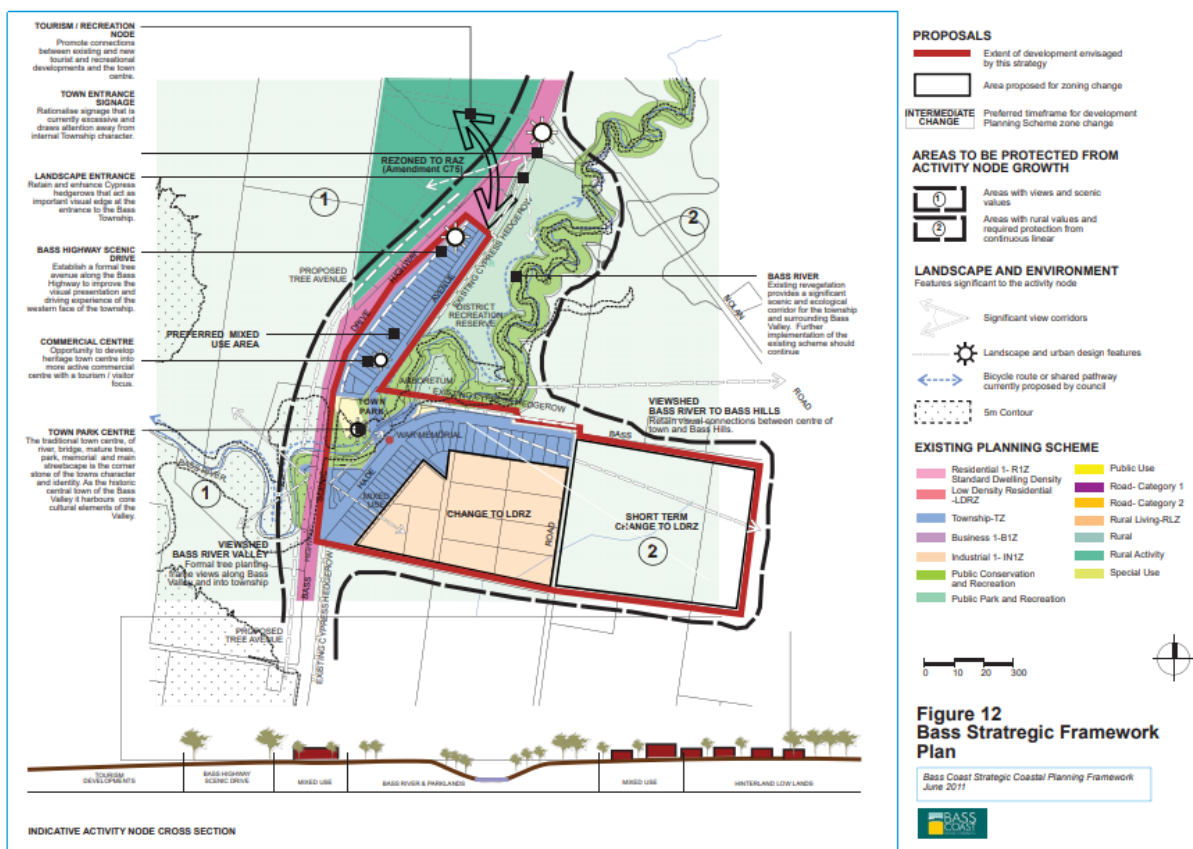 TOURISM / RECREATION
NODE
Promote connections
between existing and new
tourist and recreational
developments and the town
centre.
TOWN ENTRANCE
SIGNAGE
Rationalise signage that is
currently excessive and
draws attention away from
internal Township character.
LANDSCAPE ENTRANCE
Retain and enhance Cypress
hedgerows that act as
important visual edge at the
entrance to the Bass
Township.
BASS HIGHWAY SCENIC
DRIVE
Establish a formal tree
avenue along the Bass
Highway to improve the
visual presentation and
driving experience of the
western face of the township.
COMMERCIAL CENTRE
Opportunity to develop
heritage town centre into
more active commercial
centre with a tourism / visitor
focus.
TOWN PARK CENTRE
The traditional town centre, of
river, bridge, mature trees,
park, memorial and main
streetscape is the corner
stone of the towns character
and identity. As the historic
central town of the Bass
Valley it harbours core
cultural elements of the
Valley.
REZONED TO RAZ
(Amendment C75)
1
2
PROPOSED
TREE AVENUE
HIGHWAY
DRIVE
AVENUE
EXISTING CYPRESS HEDGEROY
DISTRICT
RECREATION
RESERVE
PREFERRED MIXED
USE AREA
ARBORETUM
EXISTING CYPRESS HEDGEROW
TOWN
PARK
WAR MEMORIAL
NOLAN
ROAD
BASS RIVER
Existing revegetation
provides a significant
scenic and ecological
corridor for the township
and surrounding Bass
Valley. Further
implementation of the
existing scheme should
continue
VIEWSHED
BASS RIVER TO BASS HILLS
Retain visual connections between centre of
town and Bass Hills.
BASS
BASS RIVER
1
MIXED
USE
CHANGE TO LDRZ
ROAD
SHORT TERM
CHANGE TO LDRZ
2
VIEWSHED
BASS RIVER VALLEY
Formal tree planting
frame views along Bass
Valley and into township
BASS
HIGHWAY
EXISTING CYPRESS HEDGEROW
PROPOSED
TREE AVENUE
TOURISM
DEVELOPMENTS
BASS HIGHWAY
SCENIC DRIVE
MIXED USE
BASS RIVER & PARKLANDS
MIXED USE
HINTERLAND LOW LANDS
INDICATIVE ACTIVITY NODE CROSS SECTION
PROPOSALS
Extent of development envisaged
by this strategy
Area proposed for zoning change
INTERMEDIATE
CHANGE
Preferred timeframe for development
Planning Scheme zone change
AREAS TO BE PROTECTED FROM
ACTIVITY NODE GROWTH
1
Areas with views and scenic
values
2
Areas with rural values and
required protection from
continuous linear
LANDSCAPE AND ENVIRONMENT
Features significant to the activity node
Significant view corridors
Landscape and urban design features
Bicycle route or shared pathway
currently proposed by council
5m Contour
EXISTING PLANNING SCHEME
Residential 1- R1Z
Standard Dwelling Density
Low Density Residential
-LDRZ
Township-TZ
Business 1-B1Z
Industrial 1- IN1Z
Public Conservation
and Recreation
Public Park and Recreation
Public Use
Road- Category 1
Road- Category 2
Rural Living-RLZ
Rural
Rural Activity
Special Use
0 10 20 300
Figure 12
Bass Stratregic Framework
Plan
Bass Coast Strategic Coastal Planning Framework
June 2011
BASS
COAST